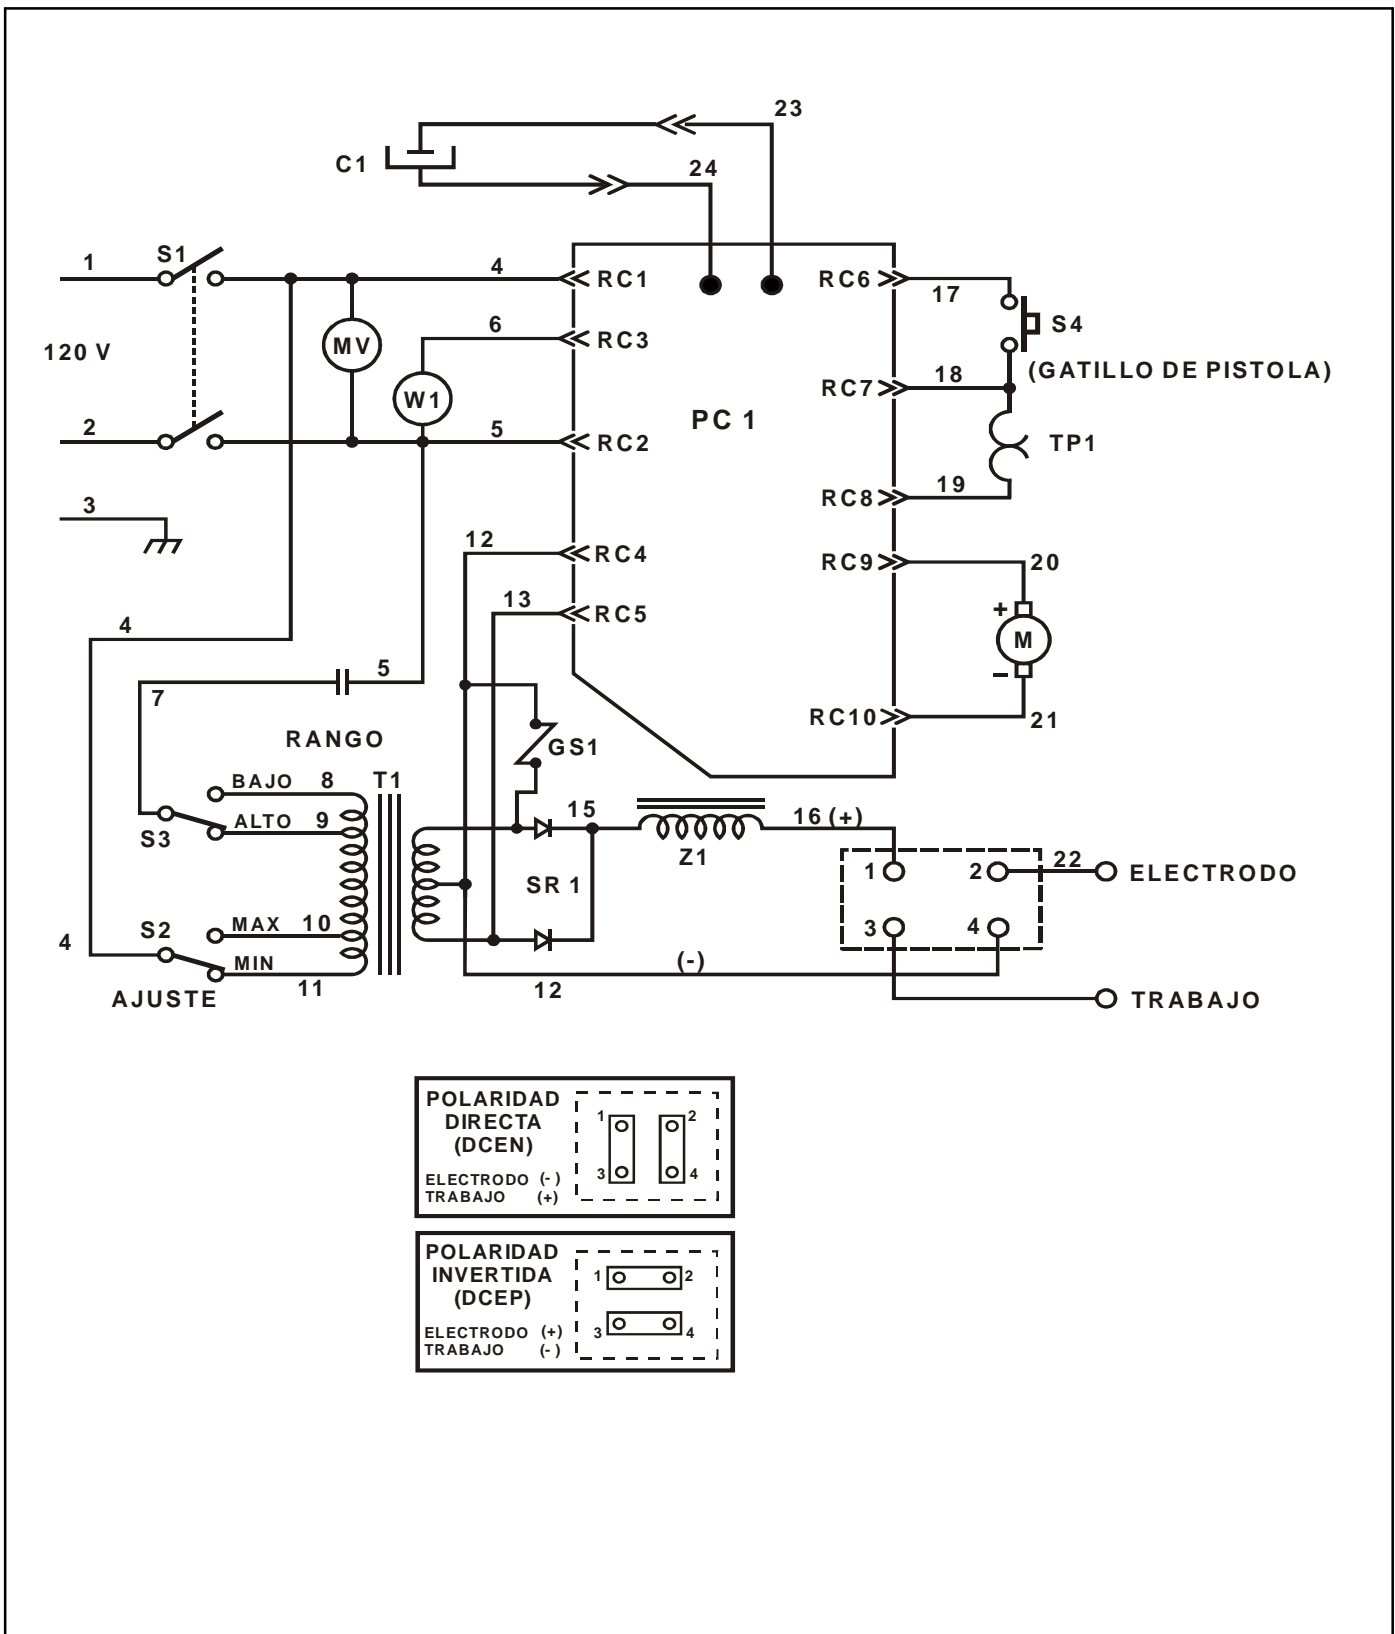 23
C1
24
S1
1
4
RC1
RC6
17
6
RC3
S4
120 V
MV
(GATILLO DE PISTOLA)
W1
RC7
18
PC 1
2
5
RC2
TP1
3
RC8
19
12
RC4
RC9
20
13
RC5
+
M
4
5
–
7
RC10
21
RANGO
GS1
BAJO 8
T1
15
16 (+)
ALTO 9
S3
Z1
22
1
2
ELECTRODO
SR 1
MAX 10
S2
3
4
4
MIN
(-)
11
12
AJUSTE
TRABAJO
POLARIDAD
DIRECTA
(DCEN)
ELECTRODO (-)
TRABAJO (+)
1
2
3
4
POLARIDAD
INVERTIDA
(DCEP)
ELECTRODO (+)
TRABAJO (-)
1
2
3
4